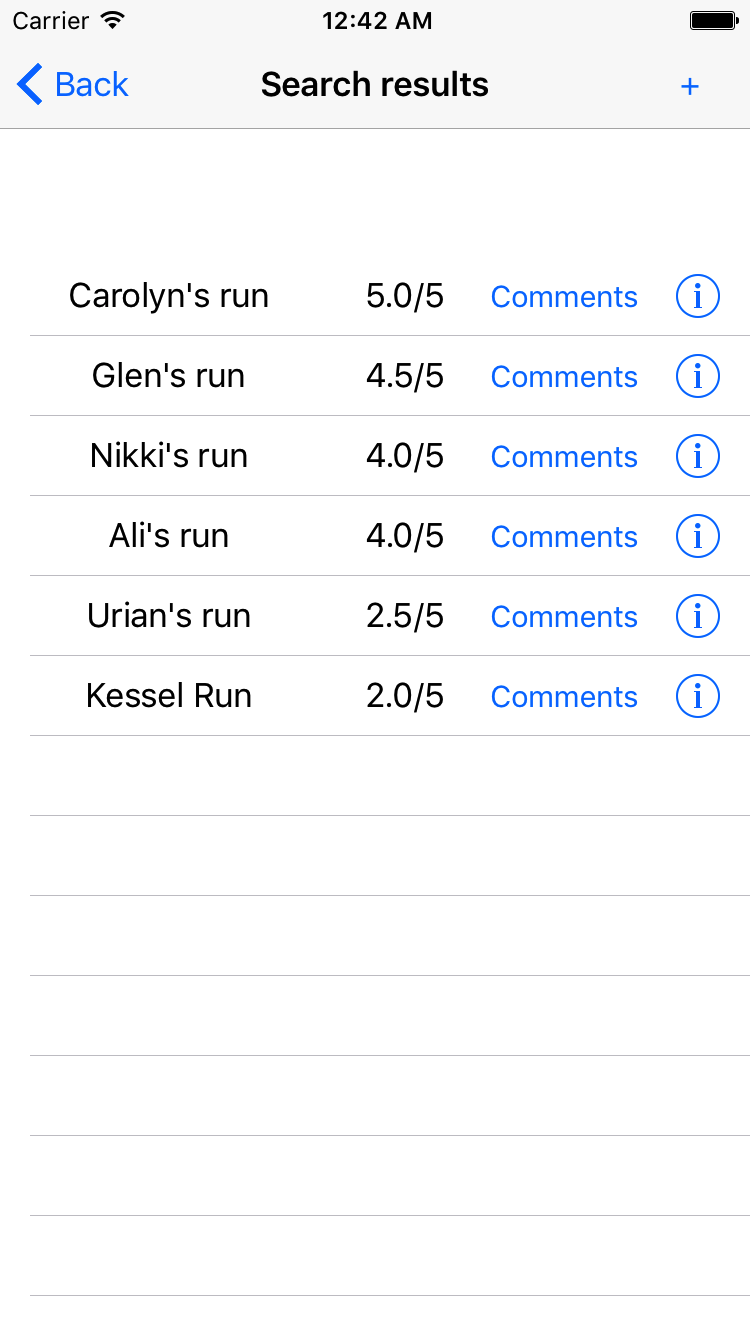 Carrier 12:42 AM
Back Search results +
Carolyn's run 5.0/5 Comments i
Glen's run 4.5/5 Comments i
Nikki's run 4.0/5 Comments i
Ali's run 4.0/5 Comments i
Urian's run 2.5/5 Comments i
Kessel Run 2.0/5 Comments i